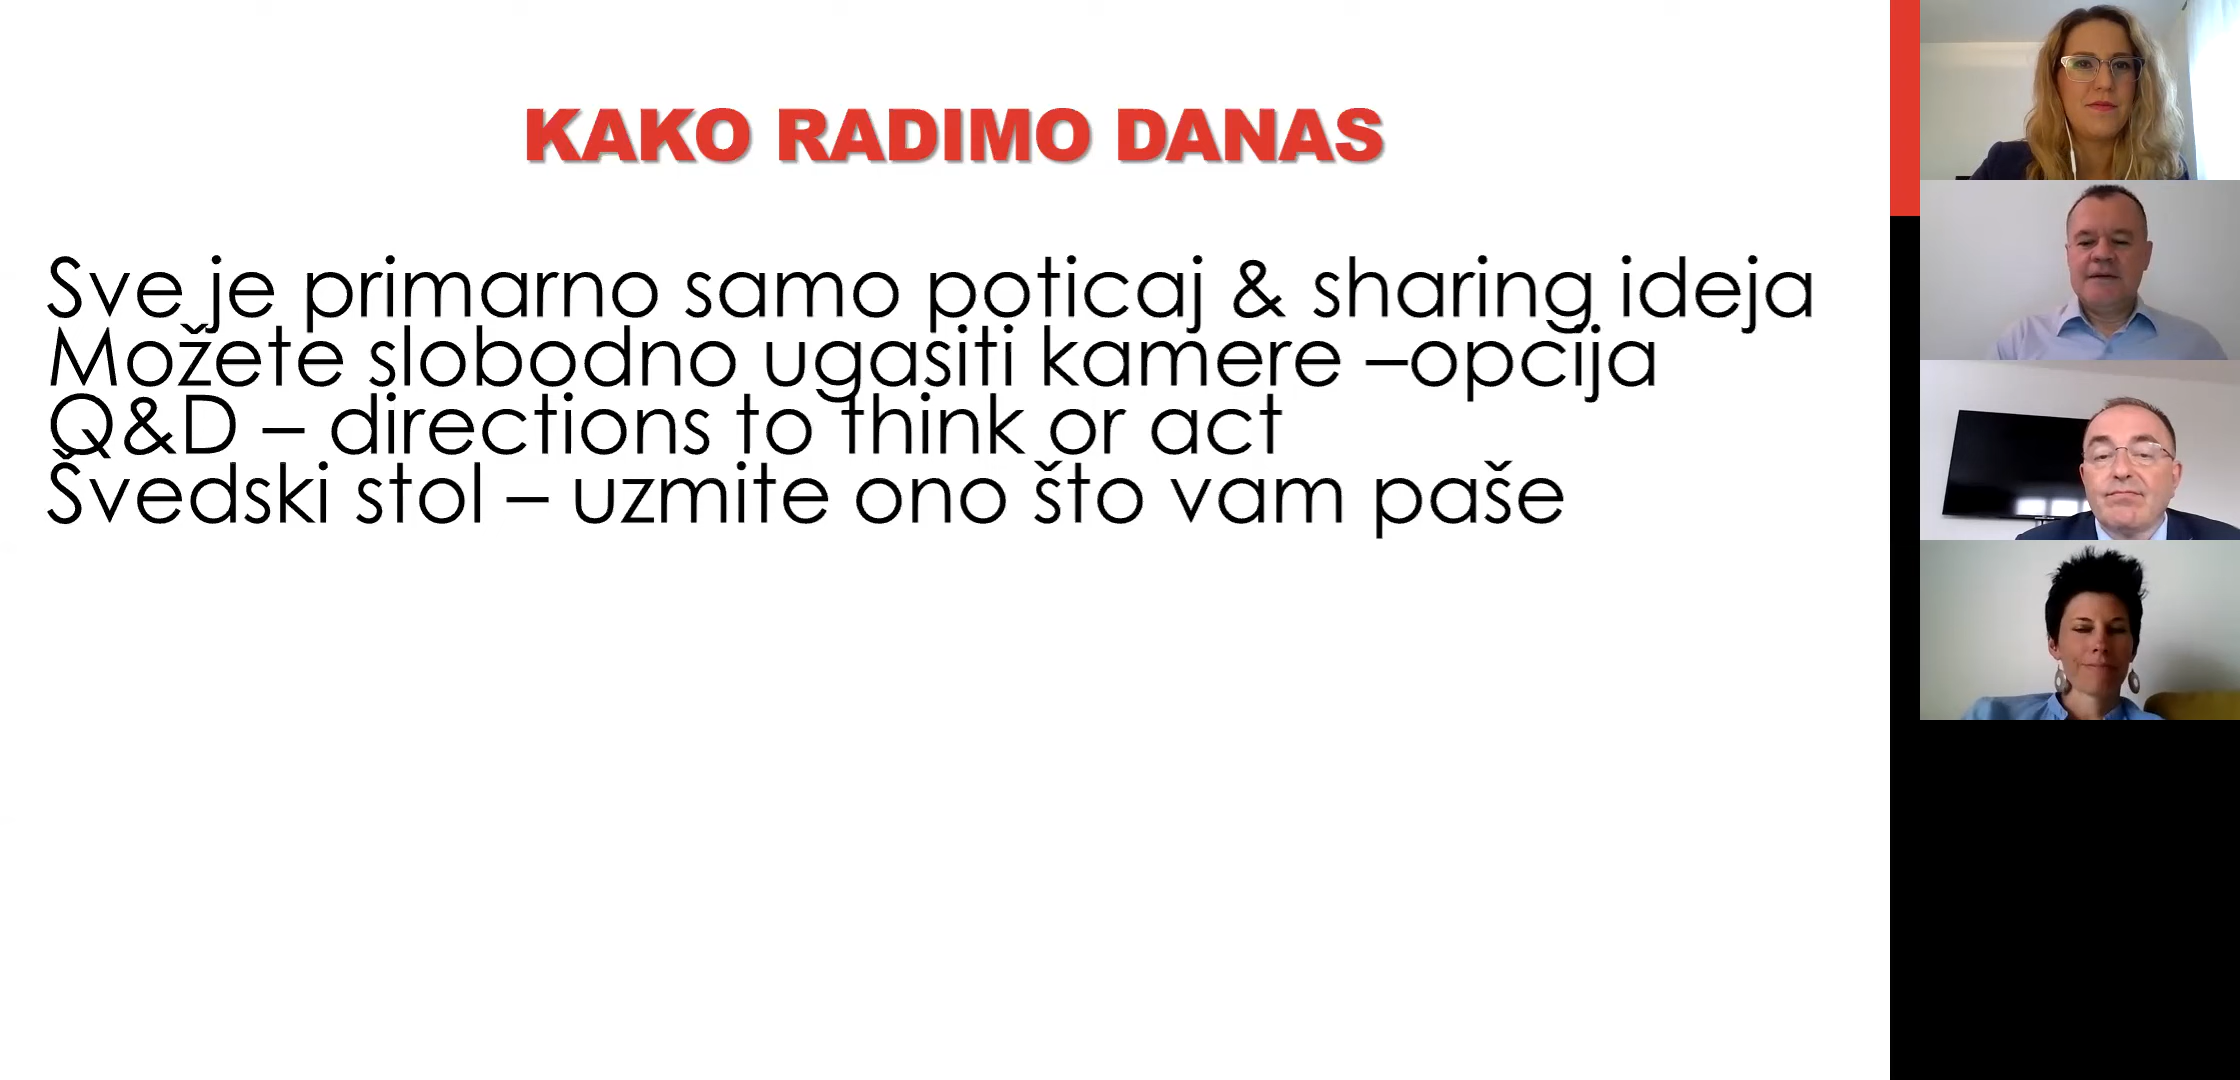 KAKO RADIMO DANAS
Sve je primarno samo poticaj & sharing ideja
Možete slobodno ugasiti kamere –opcija
Q&D – directions to think or act
Švedski stol – uzmite ono što vam paše